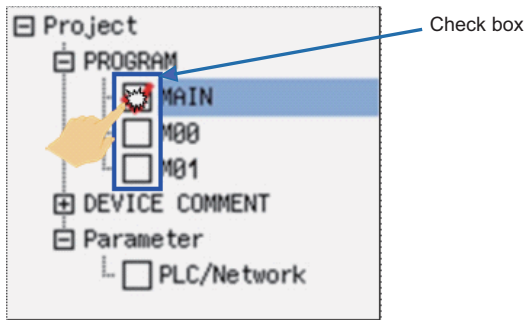 Project
Check box
PROGRAM
MAIN
M00
M01
DEVICE COMMENT
Parameter
PLC/Network